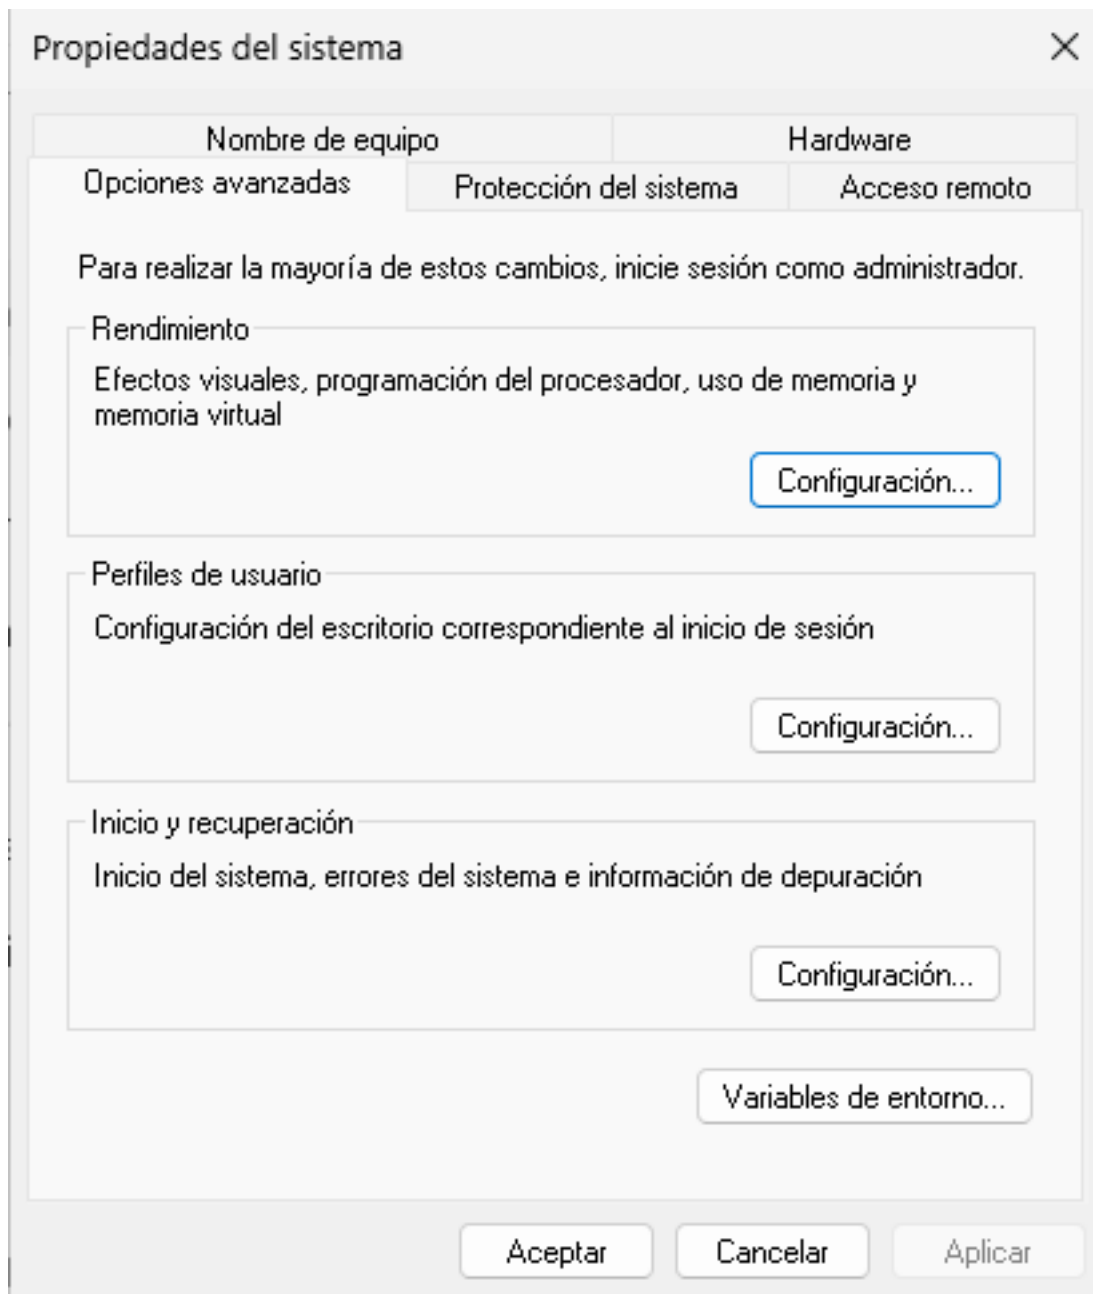 Propiedades del sistema
Nombre de equipo
Hardware
Opciones avanzadas
Protección del sistema
Acceso remoto
Para realizar la mayoría de estos cambios, inicie sesión como administrador.
Rendimiento
Efectos visuales, programación del procesador, uso de memoria y
memoria virtual
Configuración...
Perfiles de usuario
Configuración del escritorio correspondiente al inicio de sesión
Configuración...
Inicio y recuperación
Inicio del sistema, errores del sistema e información de depuración
Configuración...
Variables de entorno...
Aceptar
Cancelar
Aplicar